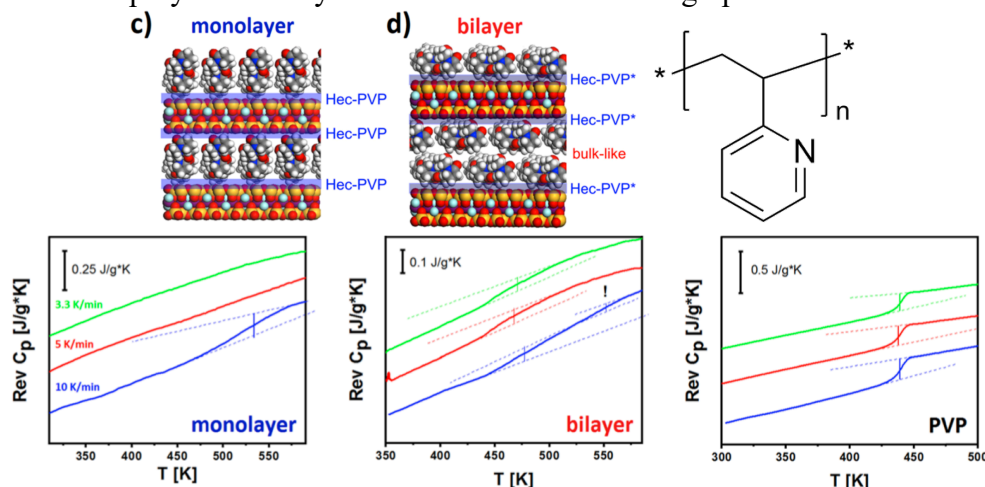 c) monolayer
d) bilayer
Hec-PVP
Hec-PVP
Hec-PVP
Hec-PVP*
Hec-PVP*
bulk-like
Hec-PVP*
*
*
n
N
Rev Cp [J/g*K]
0.25 J/g*K
3.3 K/min
5 K/min
10 K/min
monolayer
350 400 450 500 550
T [K]
Rev Cp [J/g*K]
0.1 J/g*K
!
bilayer
350 400 450 500 550
T [K]
Rev Cp [J/g*K]
0.5 J/g*K
PVP
300 350 400 450 500
T [K]